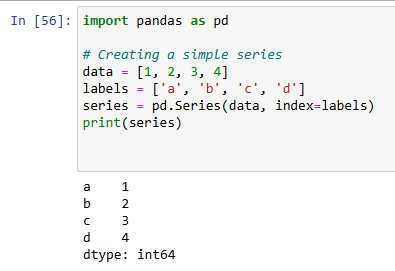 In [56]: import pandas as pd
# Creating a simple series
data = [1, 2, 3, 4]
labels = ['a', 'b', 'c', 'd']
series = pd.Series(data, index=labels)
print(series)
a    1
b    2
c    3
d    4
dtype: int64